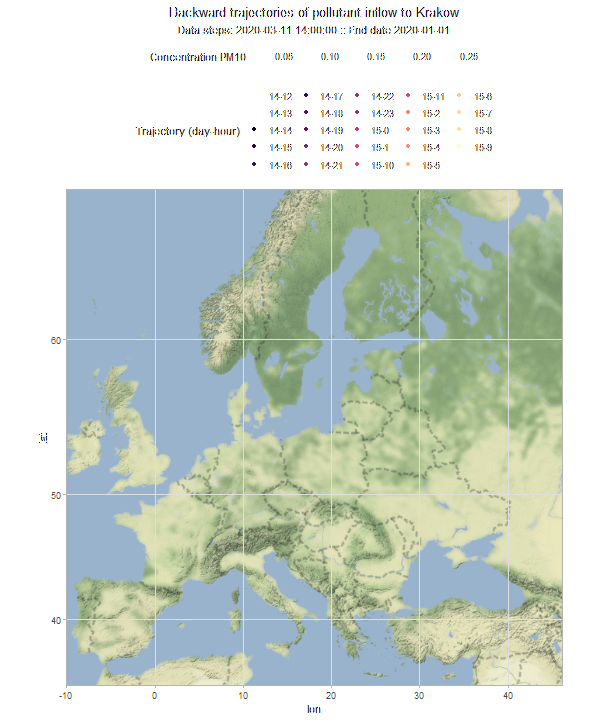 Backward trajectories of pollutant inflow to Krakow
Data steps: 2020-03-11 14:00:00 :: End date 2020-01-01
Concentration PM10 0.05 0.10 0.15 0.20 0.25
14-12 14-17 14-22 15-11 15-6
14-13 14-18 14-23 15-2 15-7
Trajectory (day-hour) 14-14 14-19 15-0 15-3 15-8
14-15 14-20 15-1 15-4 15-9
14-16 14-21 15-10 15-5
60
lat
50
40
-10 0 10 20 30 40
lon